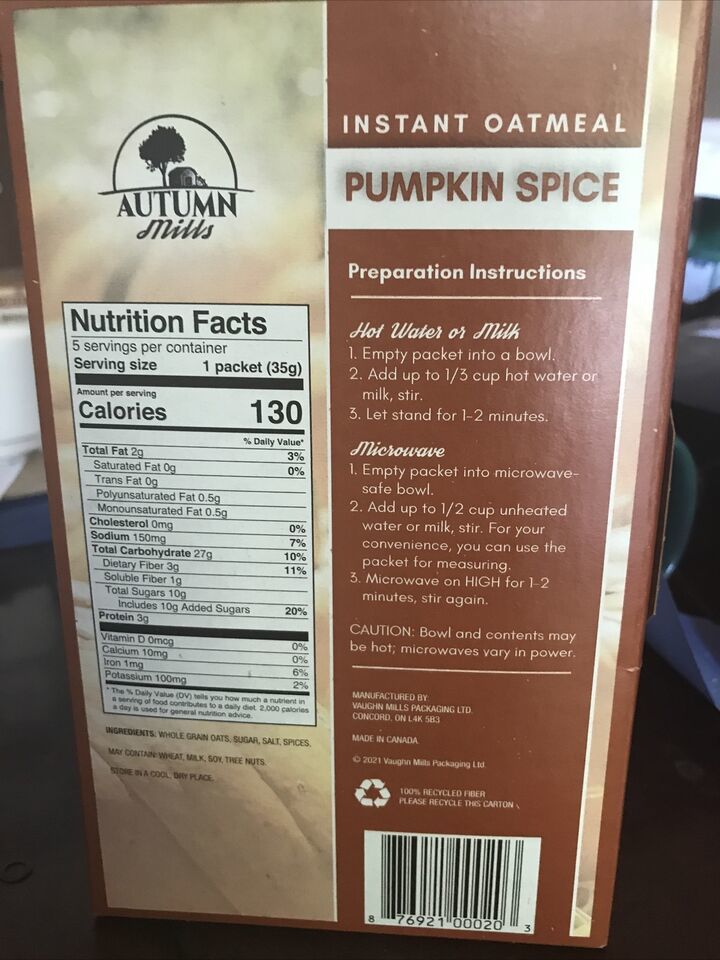 AUTUMN
Mills
Nutrition Facts
5 servings per container
Serving size 1 packet (35g)
Amount per serving
Calories 130
% Daily Value*
Total Fat 2g 3%
Saturated Fat 0g 0%
Trans Fat 0g
Polyunsaturated Fat 0.5g
Monounsaturated Fat 0.5g
Cholesterol 0mg 0%
Sodium 150mg 7%
Total Carbohydrate 27g 10%
Dietary Fiber 3g 11%
Soluble Fiber 1g
Total Sugars 10g
Includes 10g Added Sugars 20%
Protein 3g
Vitamin D 0mcg 0%
Calcium 10mg 0%
Iron 1mg 6%
Potassium 100mg 2%
* The % Daily Value (DV) tells you how much a nutrient in
a serving of food contributes to a daily diet. 2,000 calories
a day is used for general nutrition advice.
INGREDIENTS: WHOLE GRAIN OATS, SUGAR, SALT, SPICES.
MAY CONTAIN: WHEAT, MILK, SOY, TREE NUTS.
STORE IN A COOL, DRY PLACE.
INSTANT OATMEAL
PUMPKIN SPICE
Preparation Instructions
Hot Water or Milk
1. Empty packet into a bowl.
2. Add up to 1/3 cup hot water or
milk, stir.
3. Let stand for 1-2 minutes.
Microwave
1. Empty packet into microwave-
safe bowl.
2. Add up to 1/2 cup unheated
water or milk, stir. For your
convenience, you can use the
packet for measuring.
3. Microwave on HIGH for 1-2
minutes, stir again.
CAUTION: Bowl and contents may
be hot; microwaves vary in power.
MANUFACTURED BY:
VAUGHN MILLS PACKAGING LTD.
CONCORD, ON L4K 5B3
MADE IN CANADA
© 2021 Vaughn Mills Packaging Ltd.
100% RECYCLED FIBER
PLEASE RECYCLE THIS CARTON
8 76921 00020 3